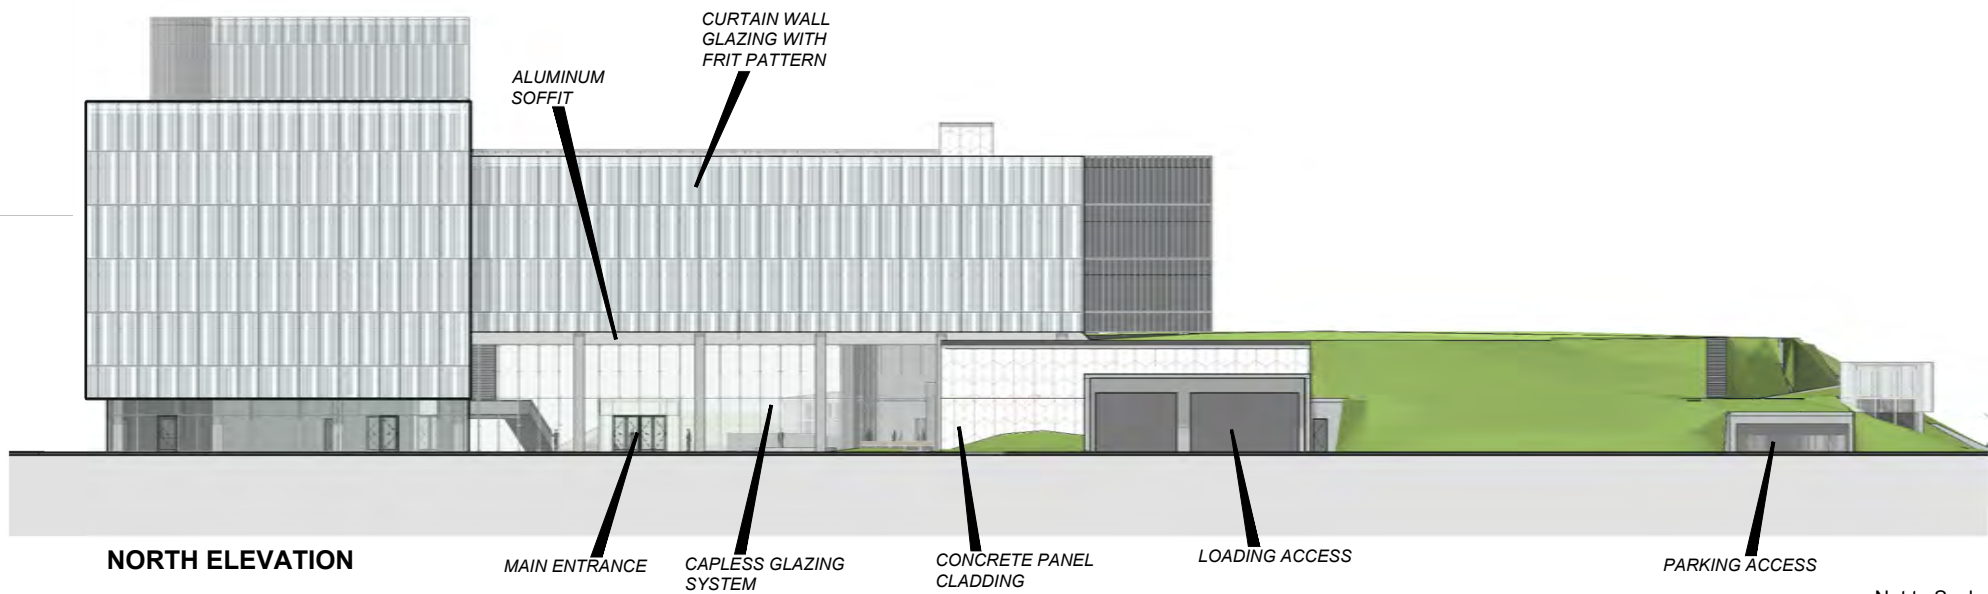 CURTAIN WALL
GLAZING WITH
FRIT PATTERN
ALUMINUM
SOFFIT
NORTH ELEVATION
MAIN ENTRANCE
CAPLESS GLAZING
SYSTEM
CONCRETE PANEL
CLADDING
LOADING ACCESS
PARKING ACCESS